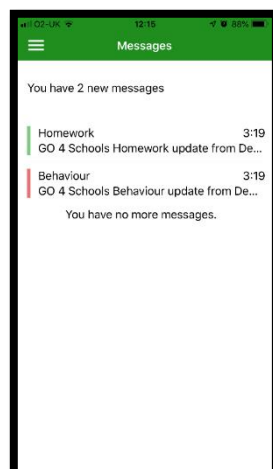 O2-UK 12:15 88%
Messages
You have 2 new messages
Homework 3:19
GO 4 Schools Homework update from De...
Behaviour 3:19
GO 4 Schools Behaviour update from De...
You have no more messages.